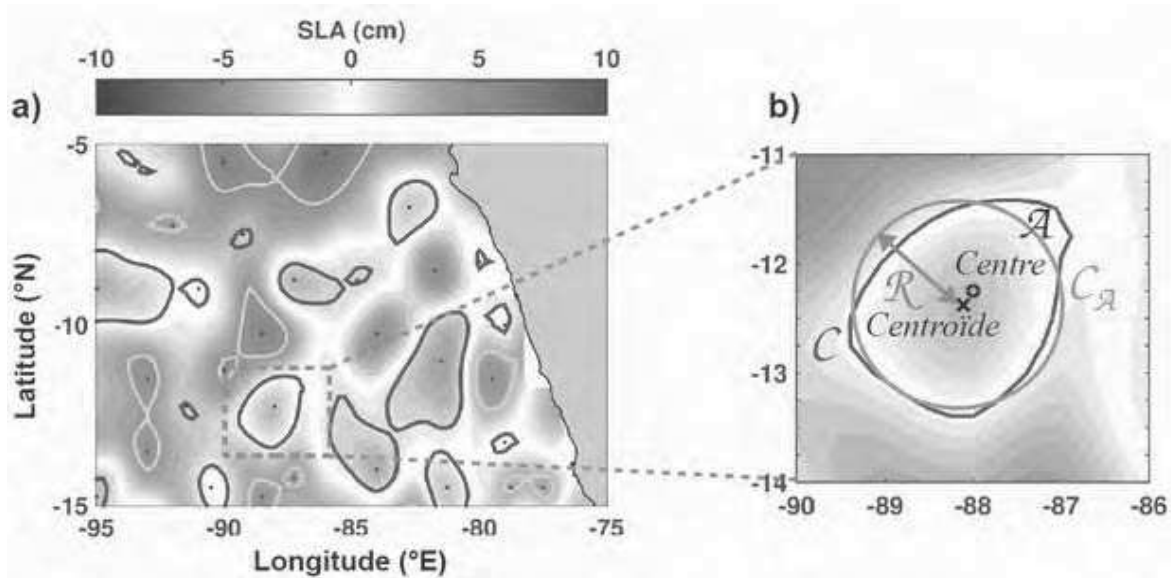 SLA (cm)
-10 -5 0 5 10
a)
b)
-5
-10
-15
Latitude (°N)
-95 -90 -85 -80 -75
Longitude (°E)
-11
-12
-13
-14
A
Centre
R
C_A
Centroïde
C
-90 -89 -88 -87 -86